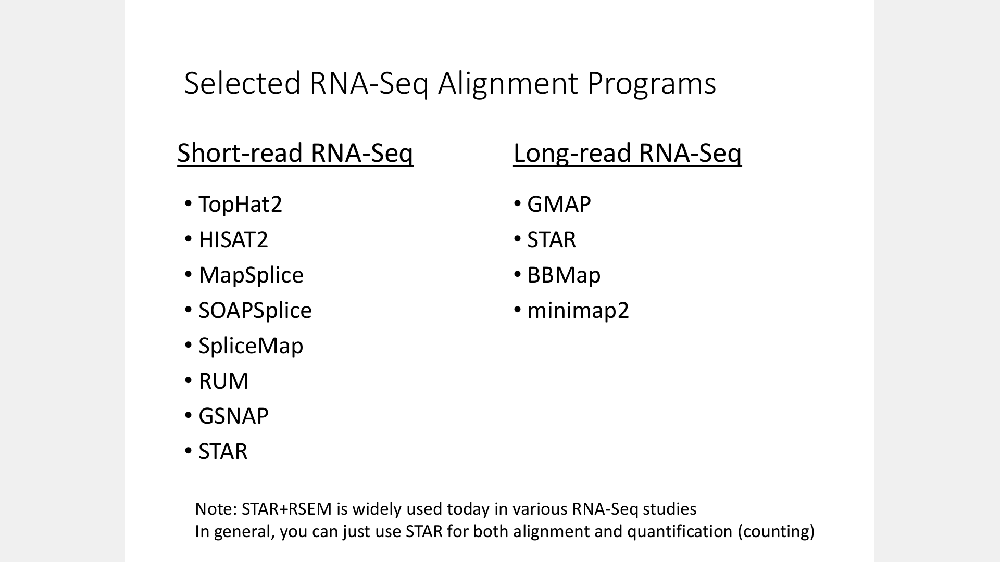 Selected RNA-Seq Alignment Programs
Short-read RNA-Seq
• TopHat2
• HISAT2
• MapSplice
• SOAPSplice
• SpliceMap
• RUM
• GSNAP
• STAR
Long-read RNA-Seq
• GMAP
• STAR
• BBMap
• minimap2
Note: STAR+RSEM is widely used today in various RNA-Seq studies
In general, you can just use STAR for both alignment and quantification (counting)